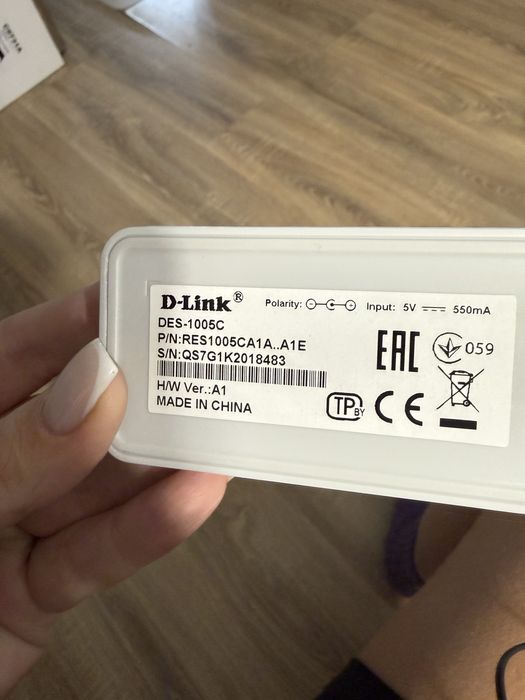 D-Link®
Polarity: Input: 5V 550mA
DES-1005C
P/N:RES1005CA1A..A1E
S/N:QS7G1K2018483
H/W Ver.:A1
MADE IN CHINA
EAC
059
TP BY
CE